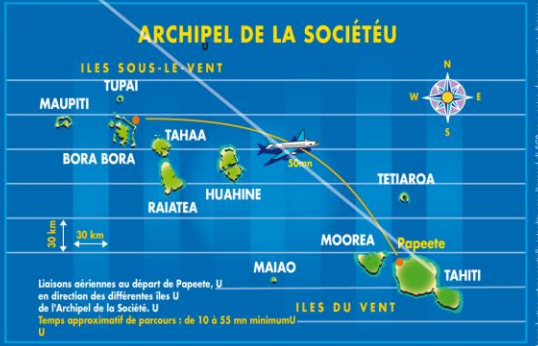 ARCHIPEL DE LA SOCIÉTÉU
U
ILES SOUS-LE-VENT
N
W
E
S
TUPAI
MAUPITI
BORA BORA
TAHAA
50mn
HUAHINE
RAIATEA
TETIAROA
30 km
30 km
MOOREA
Papeete
MAIAO
TAHITI
ILES DU VENT
Liaisons aériennes au départ de Papeete, U
en direction des différentes îles U
de l'Archipel de la Société. U
Temps approximatif de parcours : de 10 à 55 mn minimumU
U